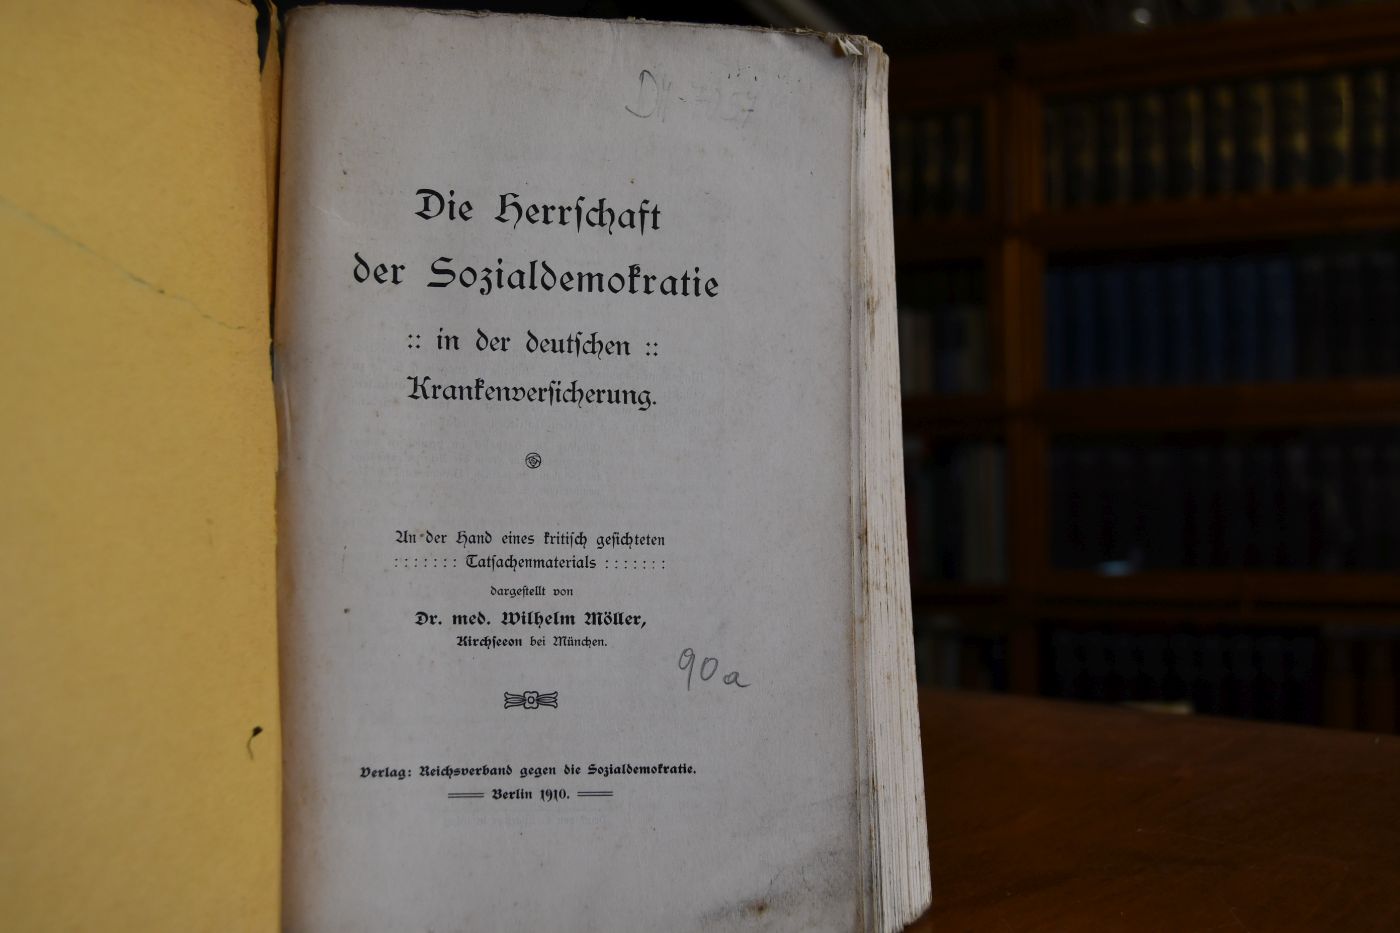 Die Herrſchaft
der Sozialdemokratie
:: in der deutſchen ::
Krankenverſicherung.
An der Hand eines kritiſch geſichteten
: : : : : : : Tatſachenmaterials : : : : : : :
dargeſtellt von
Dr. med. Wilhelm Möller,
Kirchſeeon bei München.
90a
Verlag: Reichsverband gegen die Sozialdemokratie.
Berlin 1910.